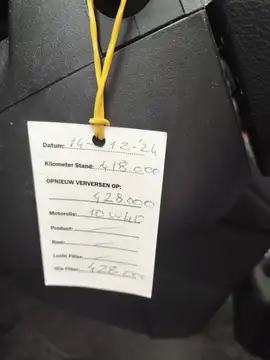 Datum: 14-12-'24
Kilometer Stand: 418.000
OPNIEUW VERVERSEN OP:
428.000
Motorolie: 10W40
Product:
Koel:
Lucht Filter:
Olie Filter: 428.000